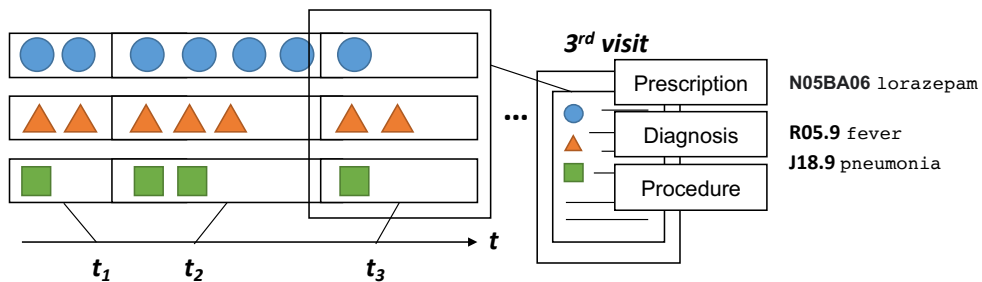 3rd visit
Prescription
N05BA06 lorazepam
...
Diagnosis
R05.9 fever
J18.9 pneumonia
Procedure
t
t1
t2
t3